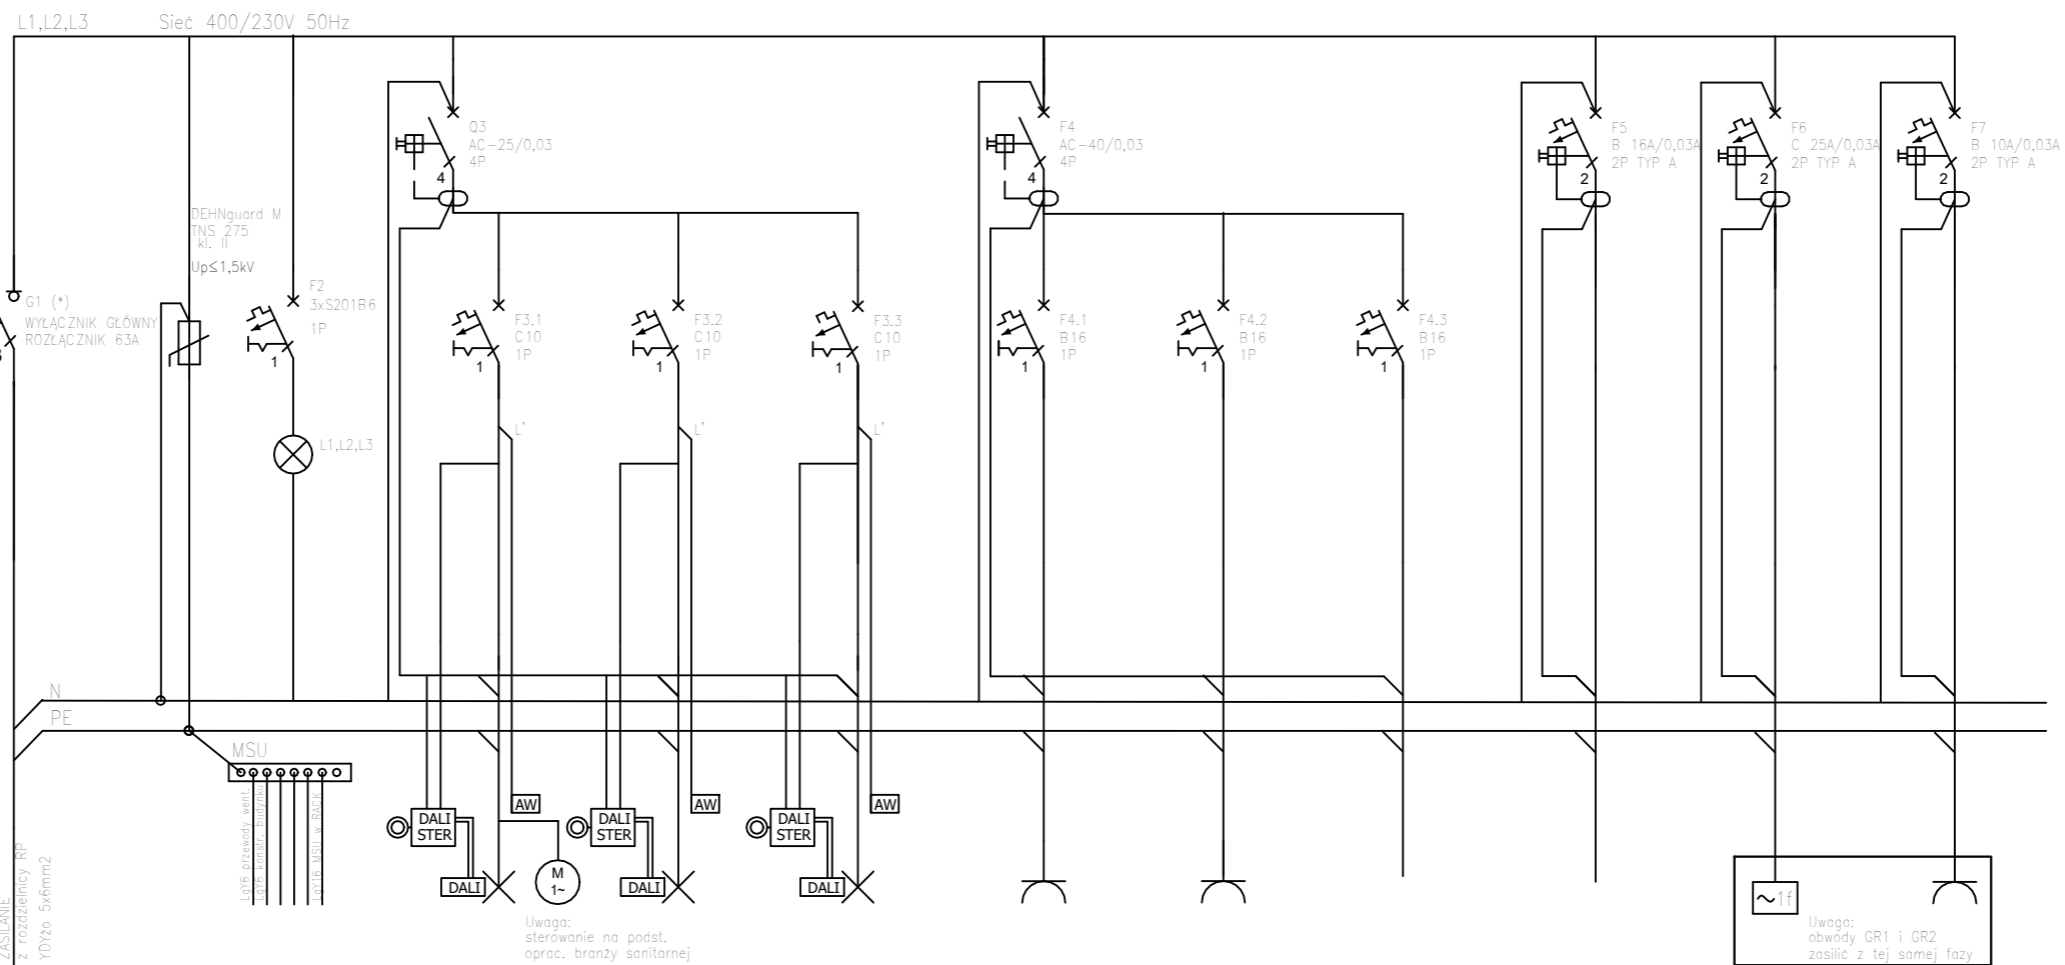 L1,L2,L3
Sieć 400/230V 50Hz
G1 (*)
WYŁĄCZNIK GŁÓWNY
ROZŁĄCZNIK 63A
DEHNguard M
TNS 275
kl. II
Up≤1,5kV
F2
3xS201B6
1P
1
L1,L2,L3
Q3
AC-25/0,03
4P
4
F3.1
C10
1P
1
L'
F3.2
C10
1P
1
L'
F3.3
C10
1P
1
L'
F4
AC-40/0,03
4P
4
F4.1
B16
1P
1
F4.2
B16
1P
1
F4.3
B16
1P
1
F5
B 16A/0,03A
2P TYP A
2
F6
C 25A/0,03A
2P TYP A
2
F7
B 10A/0,03A
2P TYP A
2
N
PE
MSU
LgY6 przewody went.
LgY6 konstr. budynku
LgY16 MSU w RACK
ZASILANIE
z rozdzielnicy RP
YDYżo 5x6mm2
DALI
STER
AW
DALI
M
1~
DALI
STER
AW
DALI
DALI
STER
AW
DALI
Uwaga:
sterowanie na podst.
oprac. branży sanitarnej
~1f
Uwaga:
obwody GR1 i GR2
zasilić z tej samej fazy